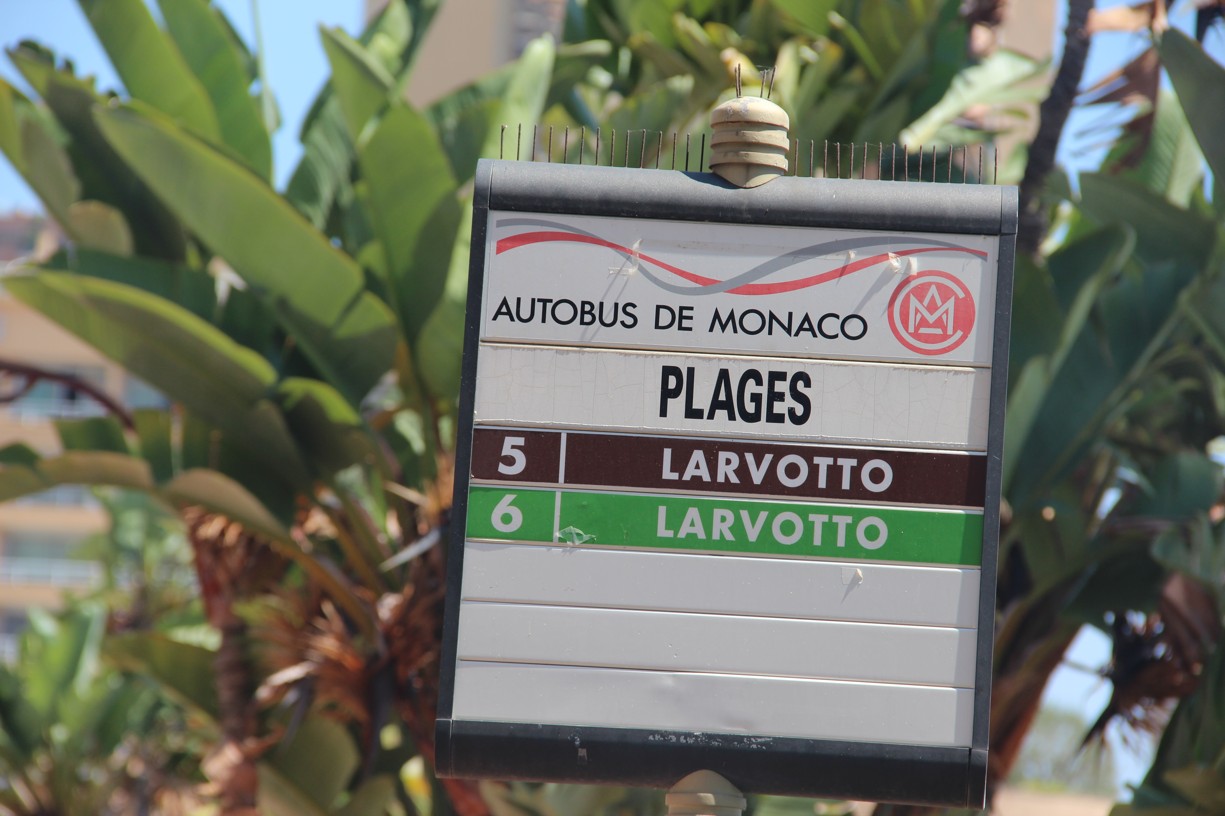 AUTOBUS DE MONACO
PLAGES
5 LARVOTTO
6 LARVOTTO